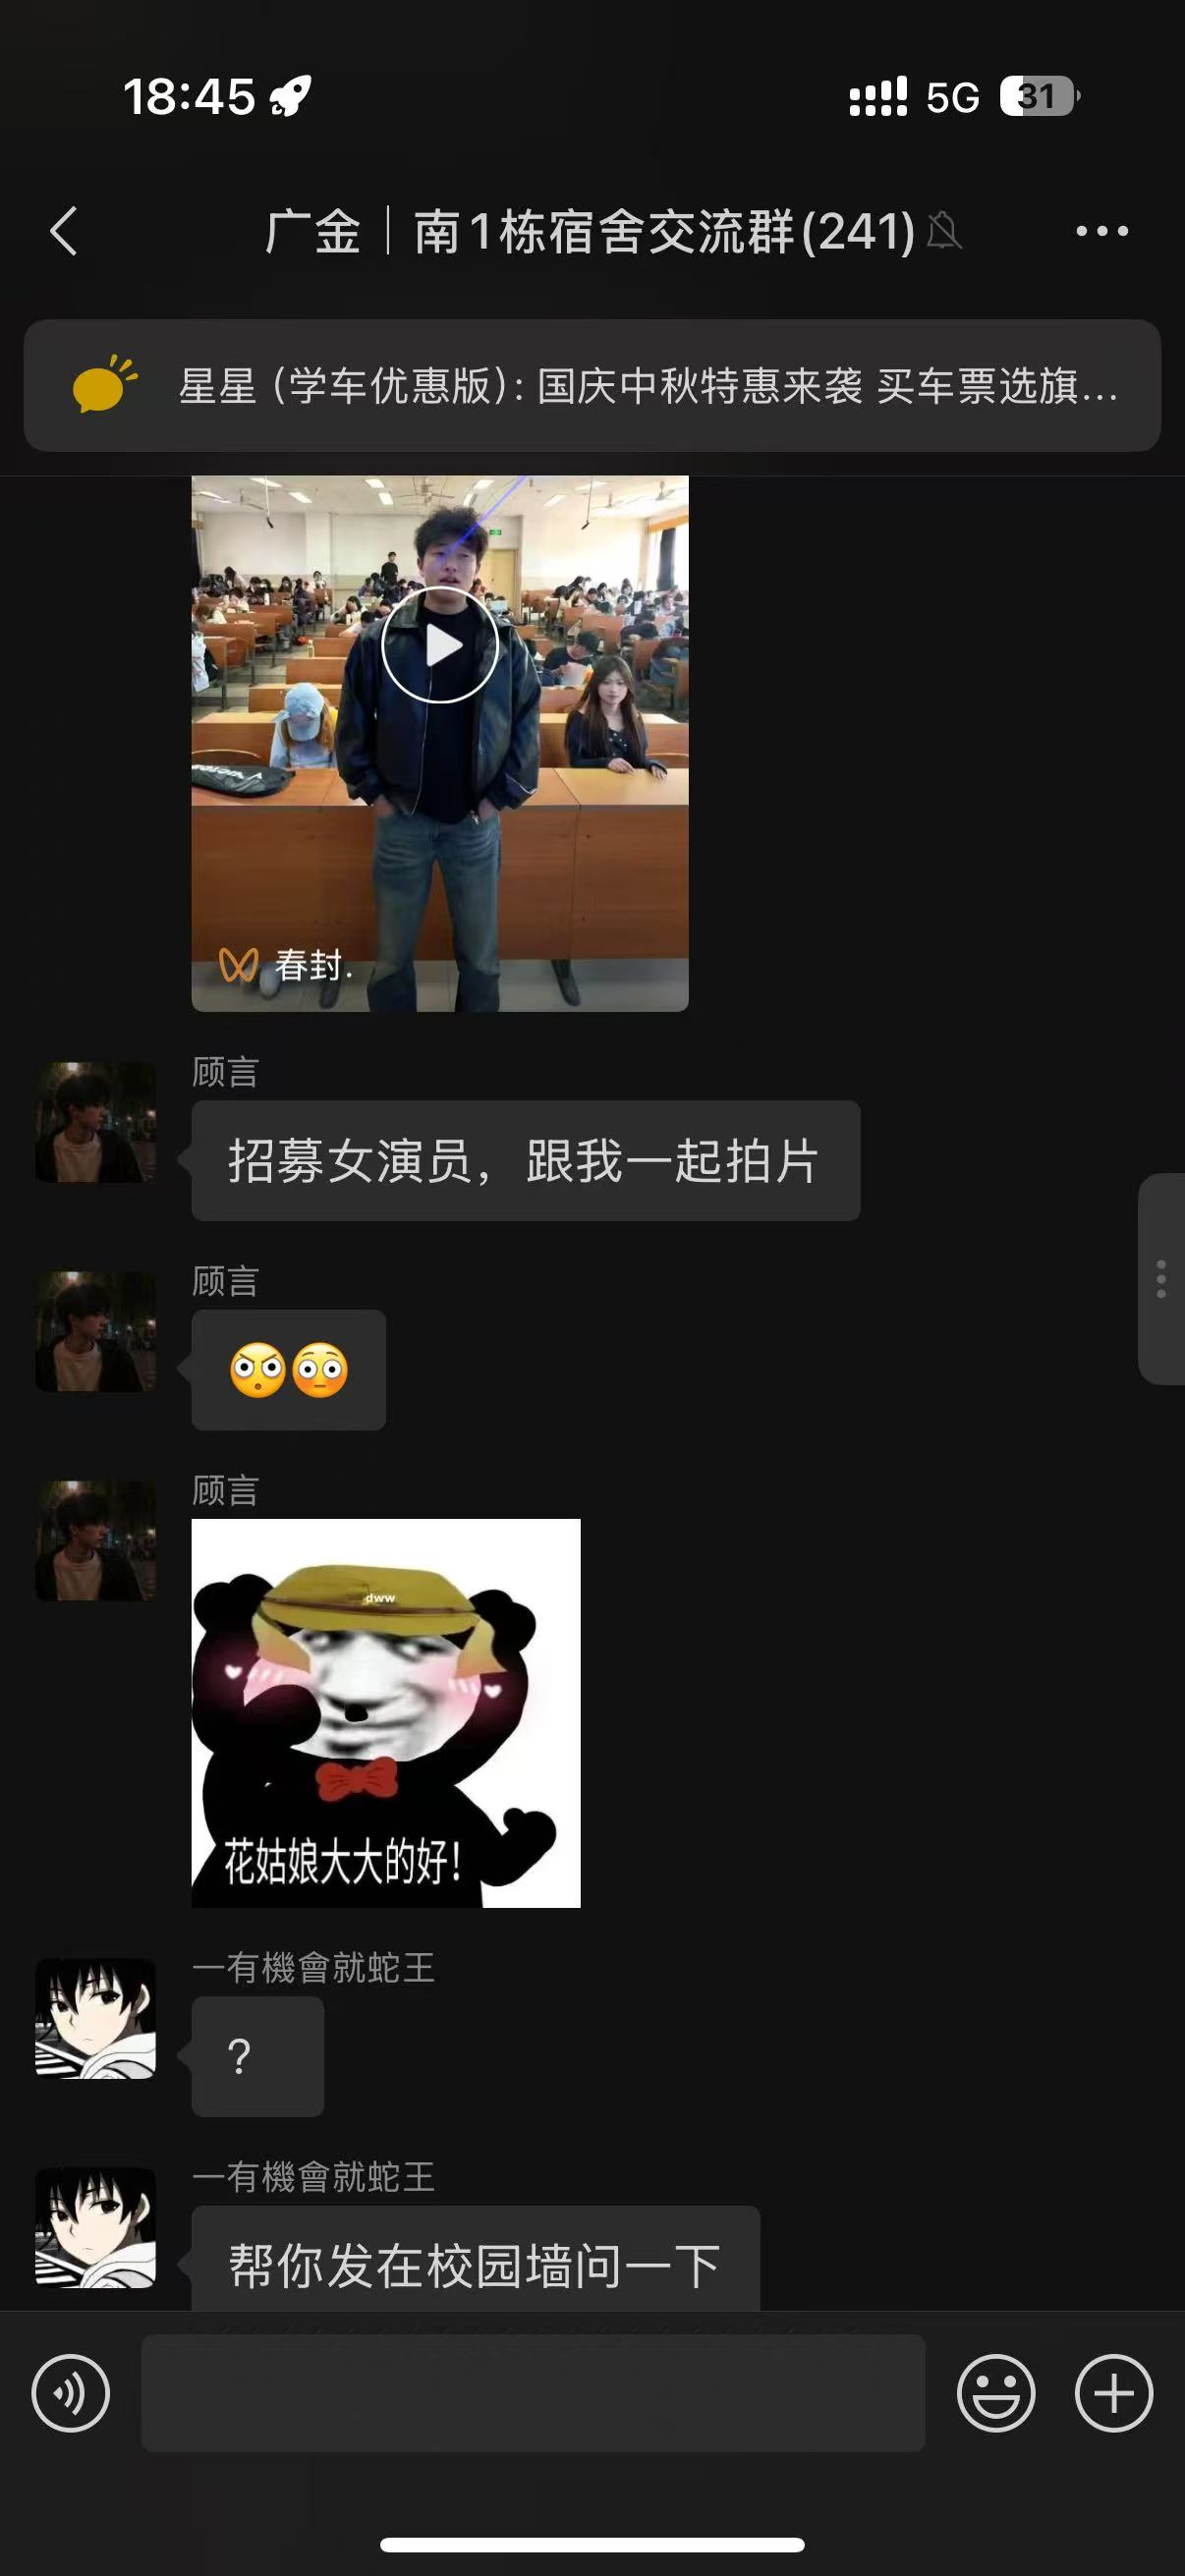 18:45
5G
31
广金｜南1栋宿舍交流群(241)
星星 (学车优惠版): 国庆中秋特惠来袭 买车票选旗...
春封.
顾言
招募女演员，跟我一起拍片
顾言
😳
顾言
dww
花姑娘大大的好！
一有機會就蛇王
?
一有機會就蛇王
帮你发在校园墙问一下